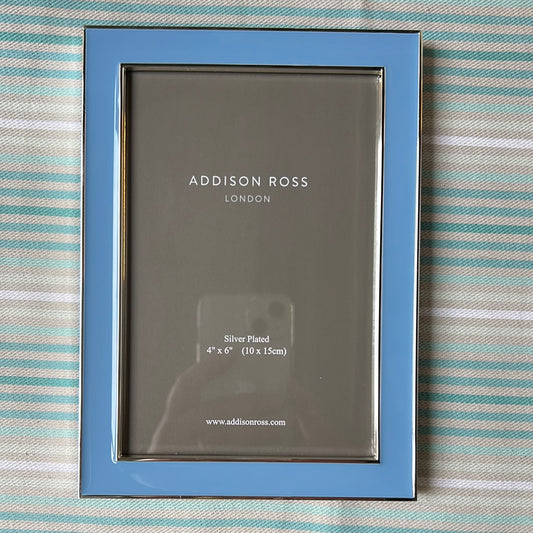 ADDISON ROSS
LONDON
Silver Plated
4" x 6" (10 x 15cm)
www.addisonross.com